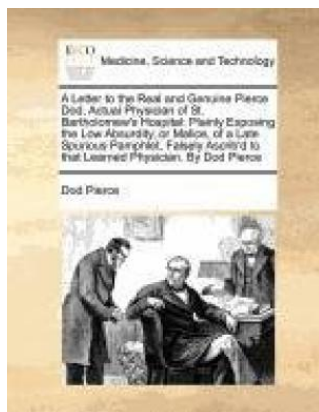 ECCO
Medicine, Science and Technology
A Letter to the Real and Genuine Pierce
Dod, Actual Physician of St.
Bartholomew's Hospital: Plainly Exposing
the Low Absurdity, or Malice, of a Late
Spurious Pamphlet, Falsely Ascrib'd to
that Learned Physician. By Dod Pierce
Dod Pierce